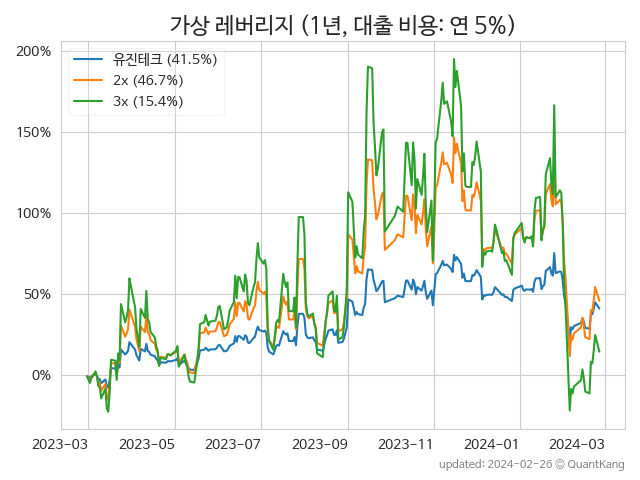 가상 레버리지 (1년, 대출 비용: 연 5%)
유진테크 (41.5%)
2x (46.7%)
3x (15.4%)
200%
150%
100%
50%
0%
2023-03 2023-05 2023-07 2023-09 2023-11 2024-01 2024-03
updated: 2024-02-26 © QuantKang